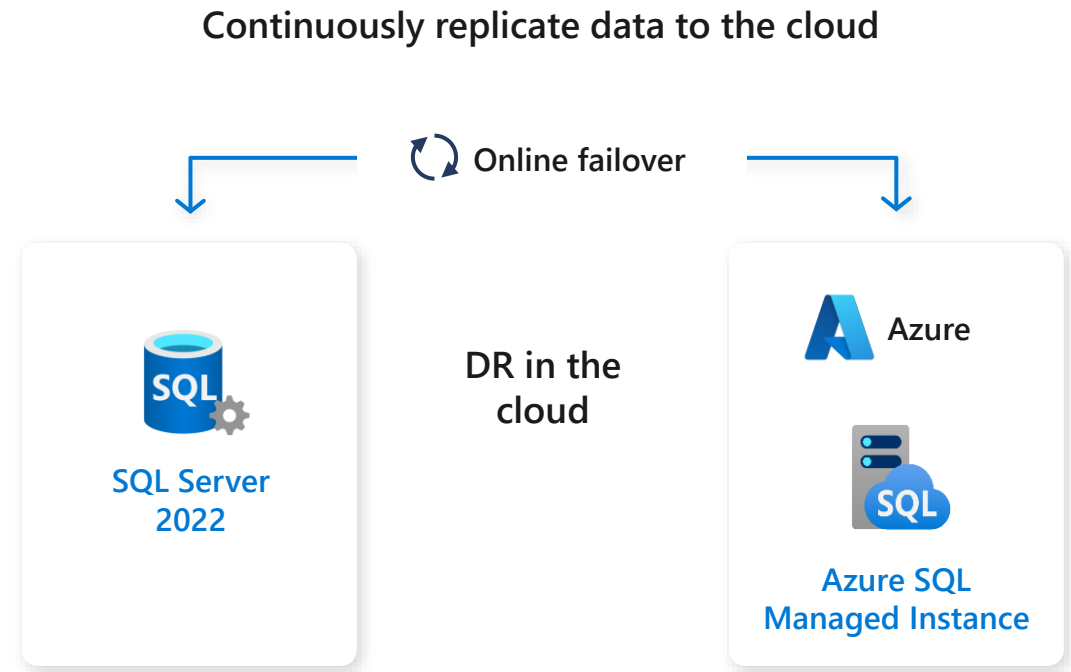 Continuously replicate data to the cloud
Online failover
SQL
SQL Server
2022
DR in the
cloud
Azure
SQL
Azure SQL
Managed Instance